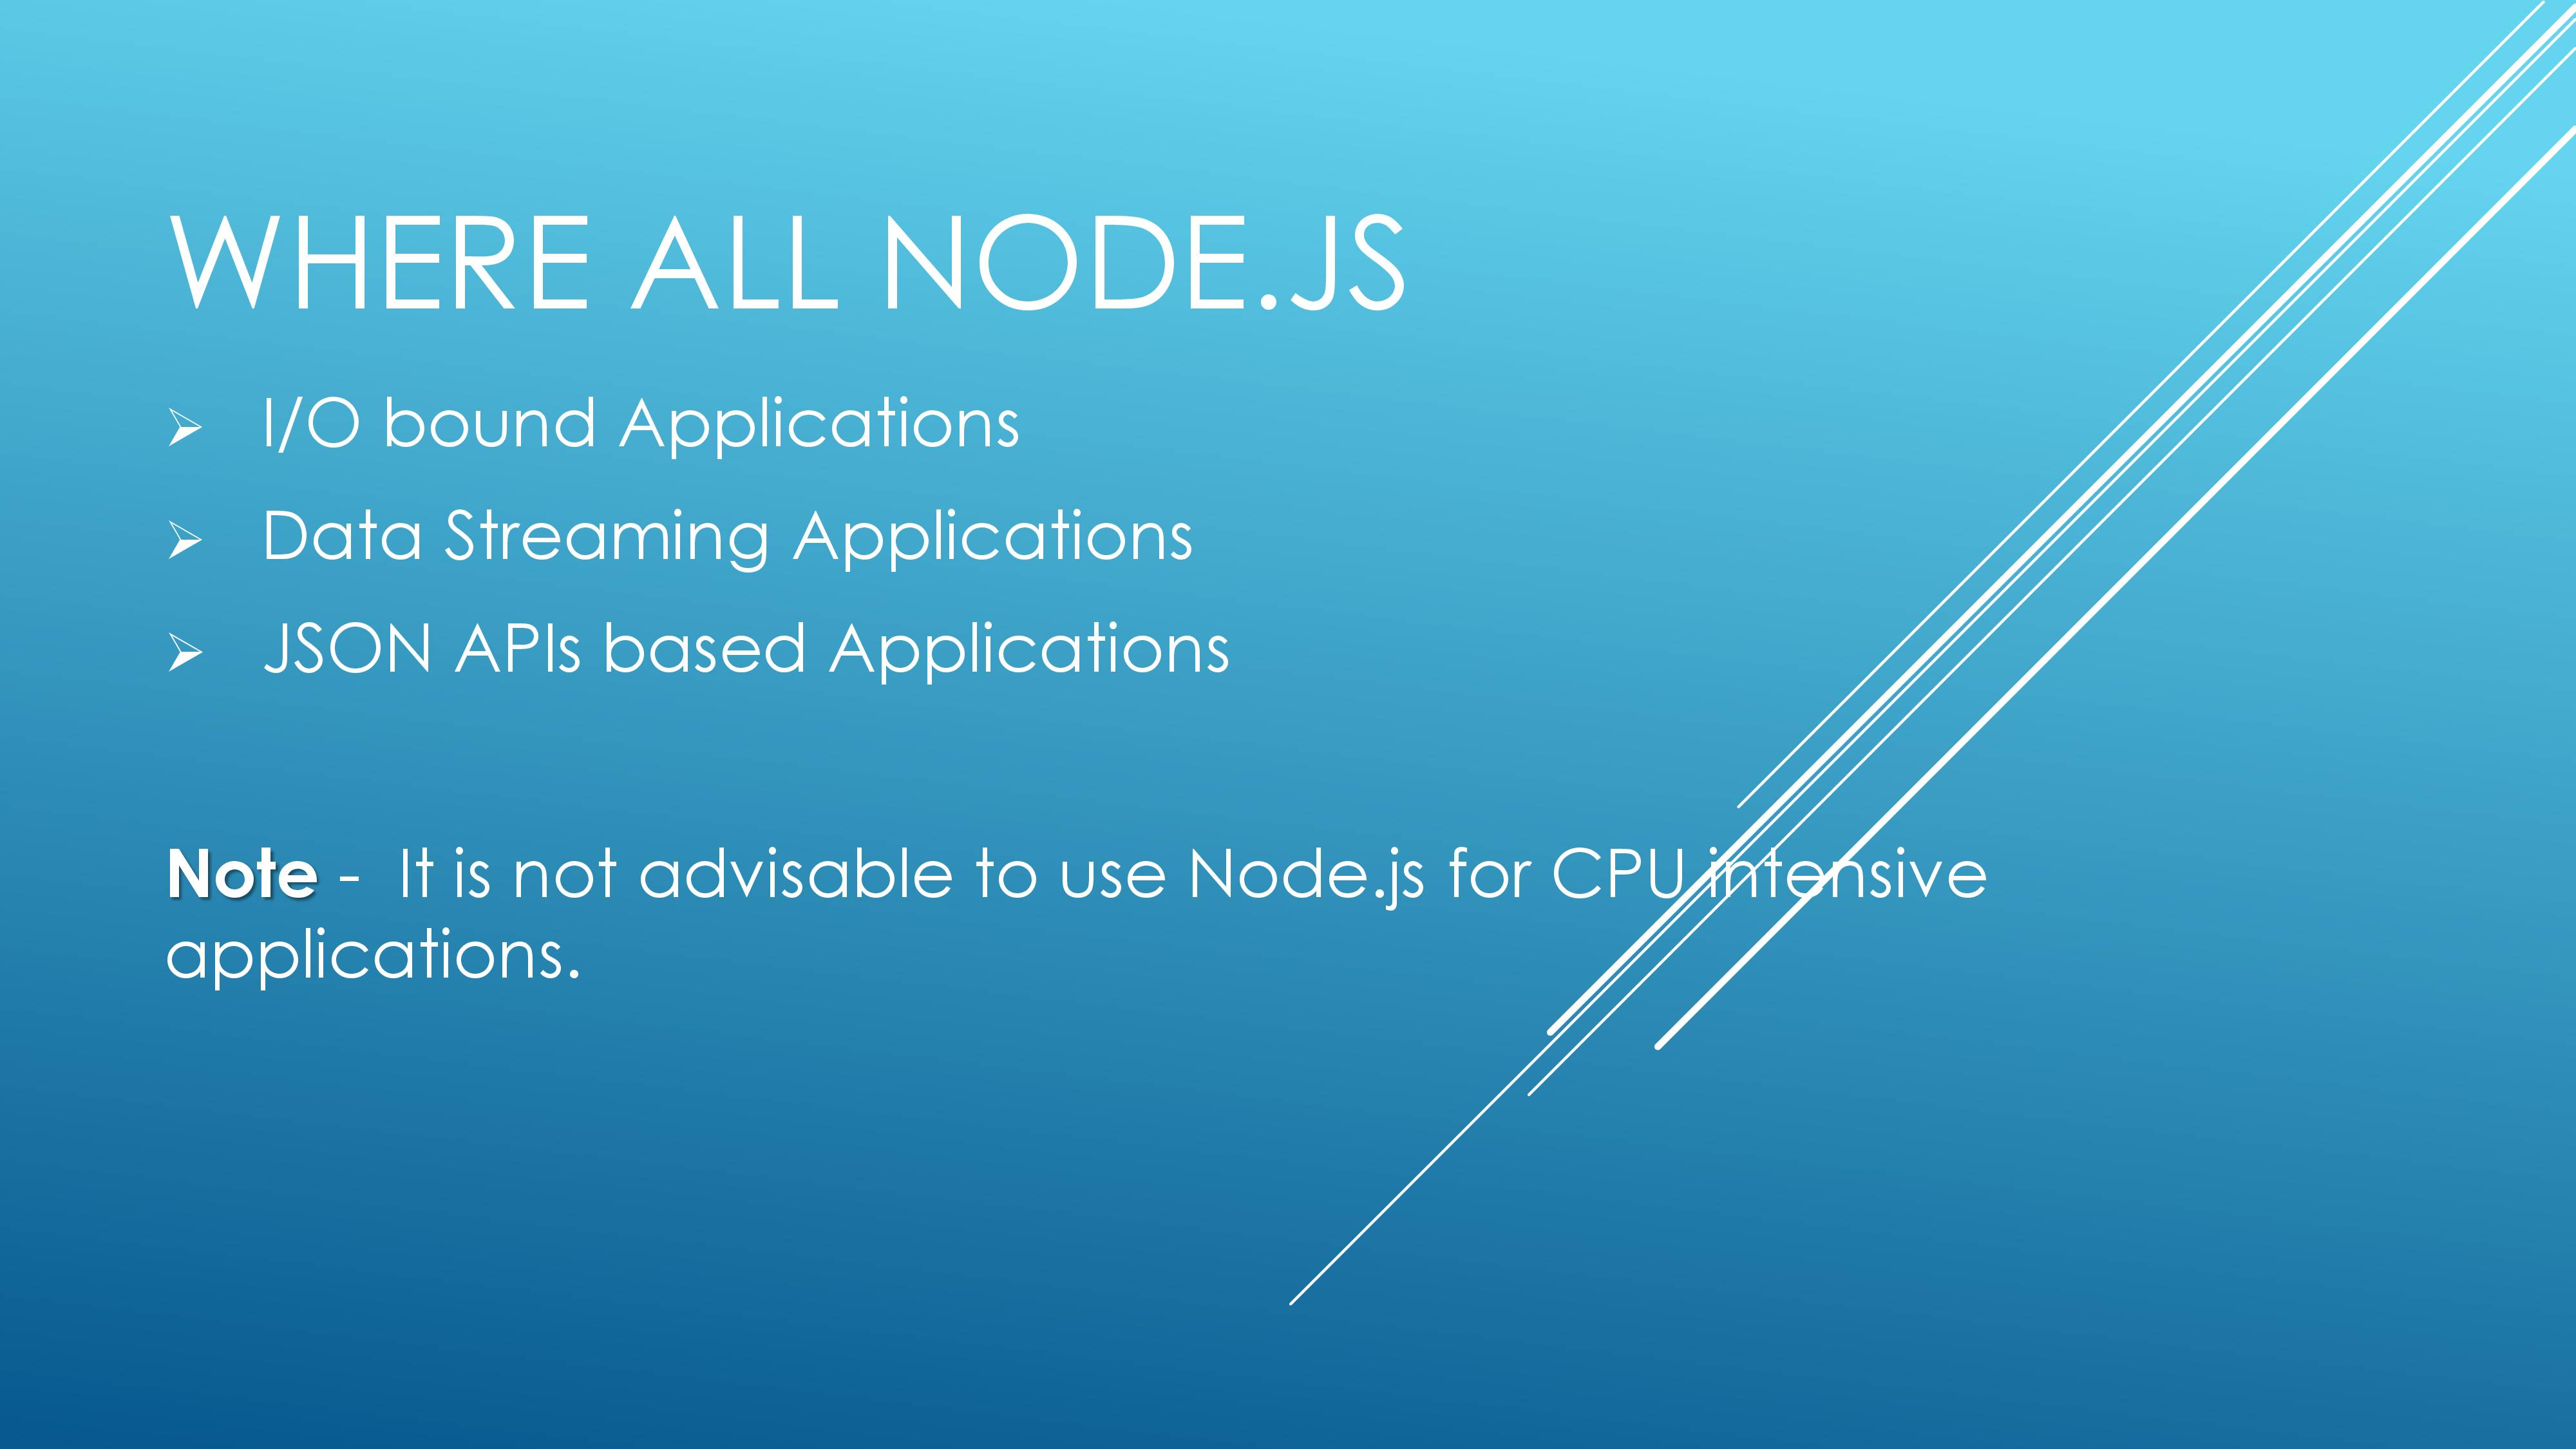 WHERE ALL NODE.JS
➢ I/O bound Applications
➢ Data Streaming Applications
➢ JSON APIs based Applications
Note - It is not advisable to use Node.js for CPU intensive
applications.